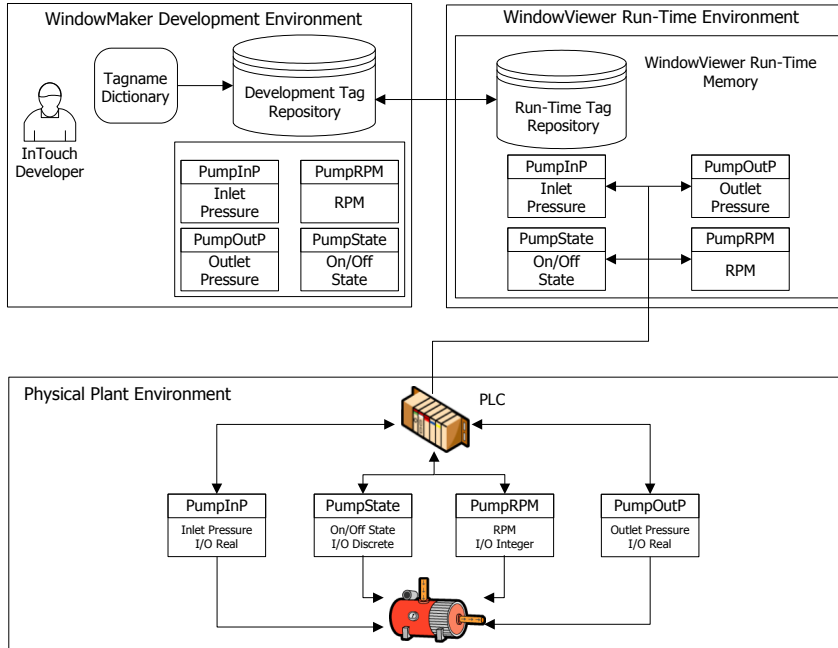 WindowMaker Development Environment
Tagname
Dictionary
Development Tag
Repository
InTouch
Developer
PumpInP
Inlet
Pressure
PumpRPM
RPM
PumpOutP
Outlet
Pressure
PumpState
On/Off
State
WindowViewer Run-Time Environment
WindowViewer Run-Time
Memory
Run-Time Tag
Repository
PumpInP
Inlet
Pressure
PumpOutP
Outlet
Pressure
PumpState
On/Off
State
PumpRPM
RPM
Physical Plant Environment
PLC
PumpInP
Inlet Pressure
I/O Real
PumpState
On/Off State
I/O Discrete
PumpRPM
RPM
I/O Integer
PumpOutP
Outlet Pressure
I/O Real